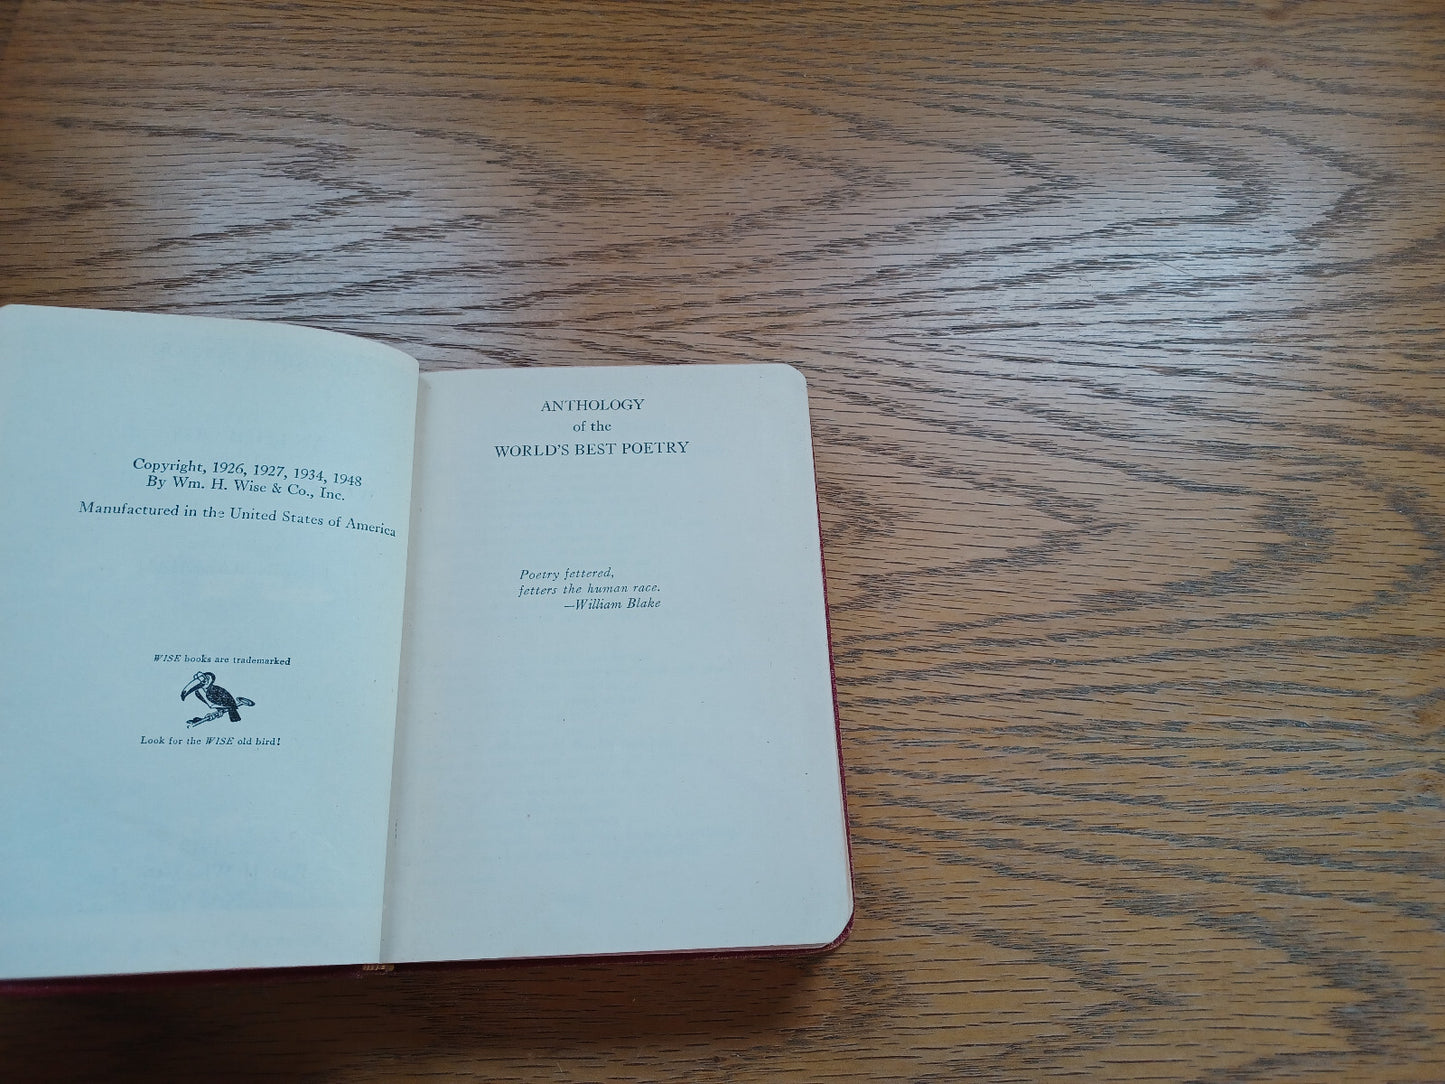 Copyright, 1926, 1927, 1934, 1948
By Wm. H. Wise & Co., Inc.
Manufactured in the United States of America
WISE books are trademarked
Look for the WISE old bird!
ANTHOLOGY
of the
WORLD'S BEST POETRY
Poetry fettered,
fetters the human race.
—William Blake